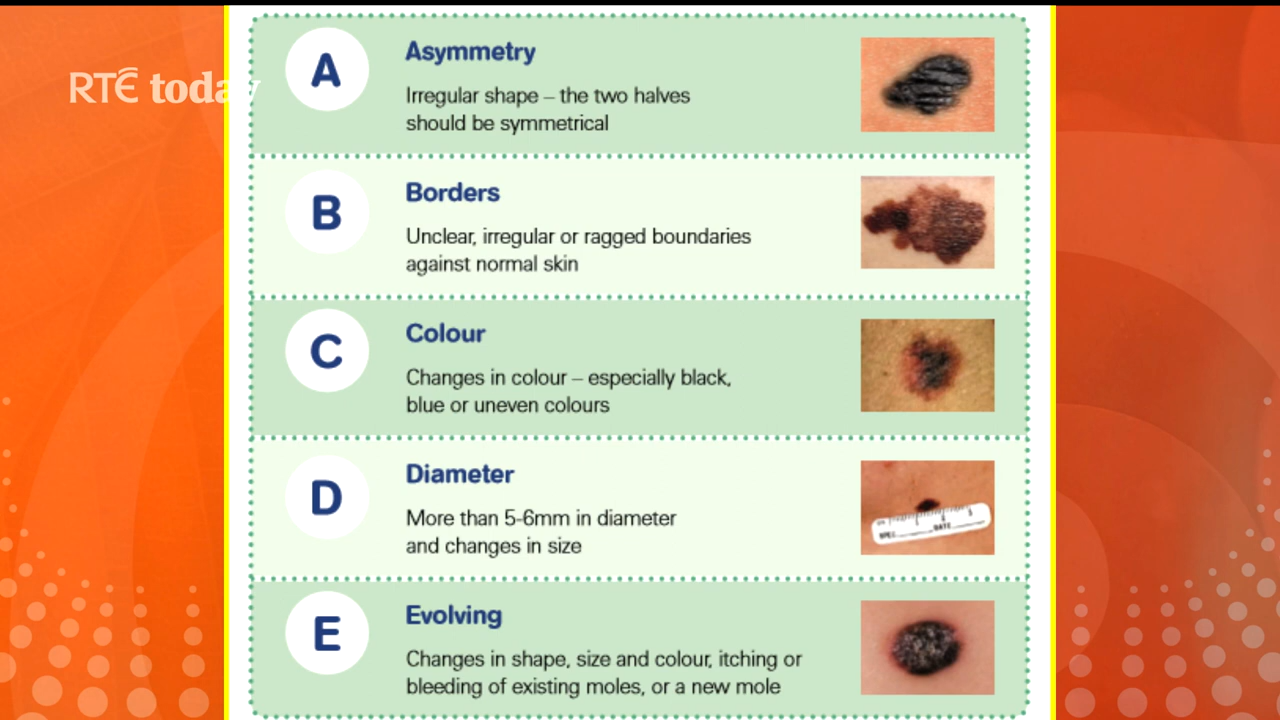 RTÉ today
A
Asymmetry
Irregular shape – the two halves
should be symmetrical
B
Borders
Unclear, irregular or ragged boundaries
against normal skin
C
Colour
Changes in colour – especially black,
blue or uneven colours
D
Diameter
More than 5-6mm in diameter
and changes in size
E
Evolving
Changes in shape, size and colour, itching or
bleeding of existing moles, or a new mole